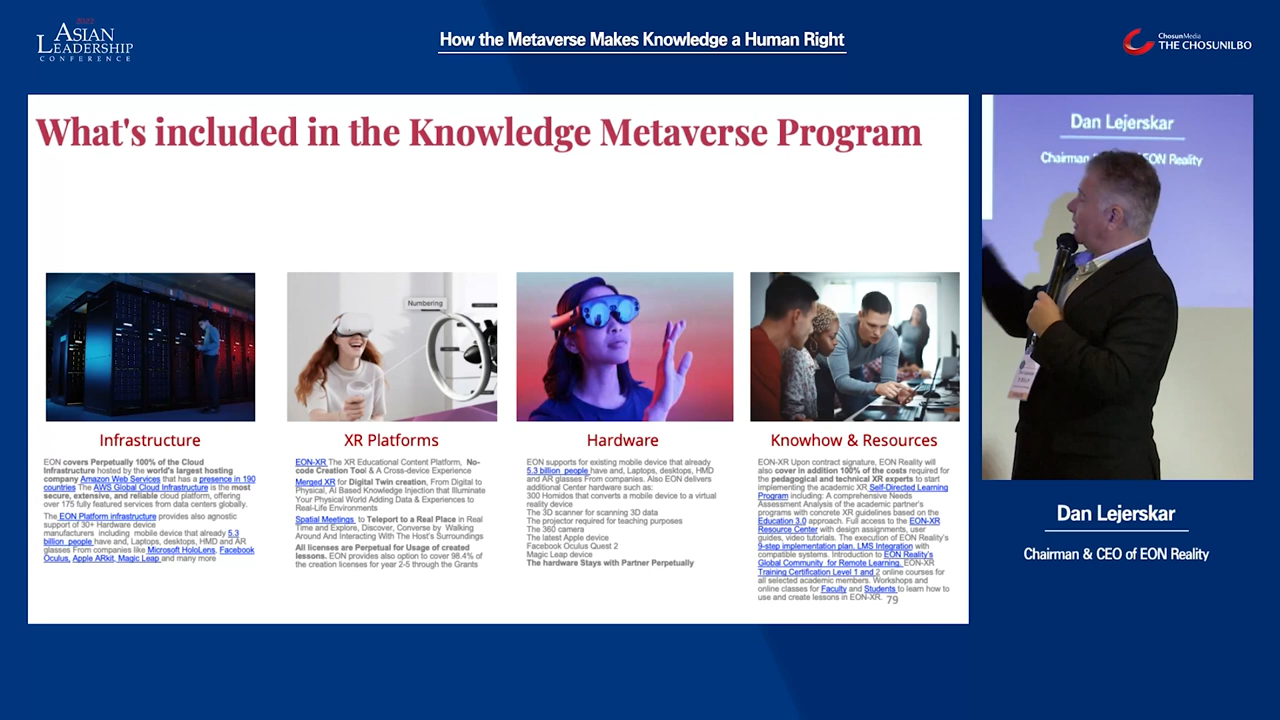 2022
ASIAN
LEADERSHIP
CONFERENCE
How the Metaverse Makes Knowledge a Human Right
ChosunMedia
THE CHOSUNILBO
What's included in the Knowledge Metaverse Program
Numbering
Infrastructure
EON covers Perpetually 100% of the Cloud
Infrastructure hosted by the world's largest hosting
company Amazon Web Services that has a presence in 190
countries The AWS Global Cloud Infrastructure is the most
secure, extensive, and reliable cloud platform, offering
over 175 fully featured services from data centers globally.
The EON Platform infrastructure provides also agnostic
support of 30+ Hardware device
manufacturers including mobile device that already 5.3
billion people have and, Laptops, desktops, HMD and AR
glasses From companies like Microsoft HoloLens, Facebook
Oculus, Apple ARkit, Magic Leap and many more
XR Platforms
EON-XR The XR Educational Content Platform, No-
code Creation Tool & A Cross-device Experience
Merged XR for Digital Twin creation, From Digital to
Physical, AI Based Knowledge Injection that Illuminate
Your Physical World Adding Data & Experiences to
Real-Life Environments
Spatial Meetings to Teleport to a Real Place in Real
Time and Explore, Discover, Converse by Walking
Around And Interacting With The Host's Surroundings
All licenses are Perpetual for Usage of created
lessons. EON provides also option to cover 98.4% of
the creation licenses for year 2-5 through the Grants
Hardware
EON supports for existing mobile device that already
5.3 billion people have and, Laptops, desktops, HMD
and AR glasses From companies. Also EON delivers
additional Center hardware such as:
300 Homidos that converts a mobile device to a virtual
reality device
The 3D scanner for scanning 3D data
The projector required for teaching purposes
The 360 camera
The latest Apple device
Facebook Oculus Quest 2
Magic Leap device
The hardware Stays with Partner Perpetually
Knowhow & Resources
EON-XR Upon contract signature, EON Reality will
also cover in addition 100% of the costs required for
the pedagogical and technical XR experts to start
implementing the academic XR Self-Directed Learning
Program including: A comprehensive Needs
Assessment Analysis of the academic partner's
programs with concrete XR guidelines based on the
Education 3.0 approach. Full access to the EON-XR
Resource Center with design assignments, user
guides, video tutorials. The execution of EON Reality's
9-step implementation plan. LMS Integration with
compatible systems. Introduction to EON Reality's
Global Community for Remote Learning. EON-XR
Training Certification Level 1 and 2 online courses for
all selected academic members. Workshops and
online classes for Faculty and Students to learn how to
use and create lessons in EON-XR.
79
Dan Lejerskar
Chairman & of EON Reality
Dan Lejerskar
Chairman & CEO of EON Reality